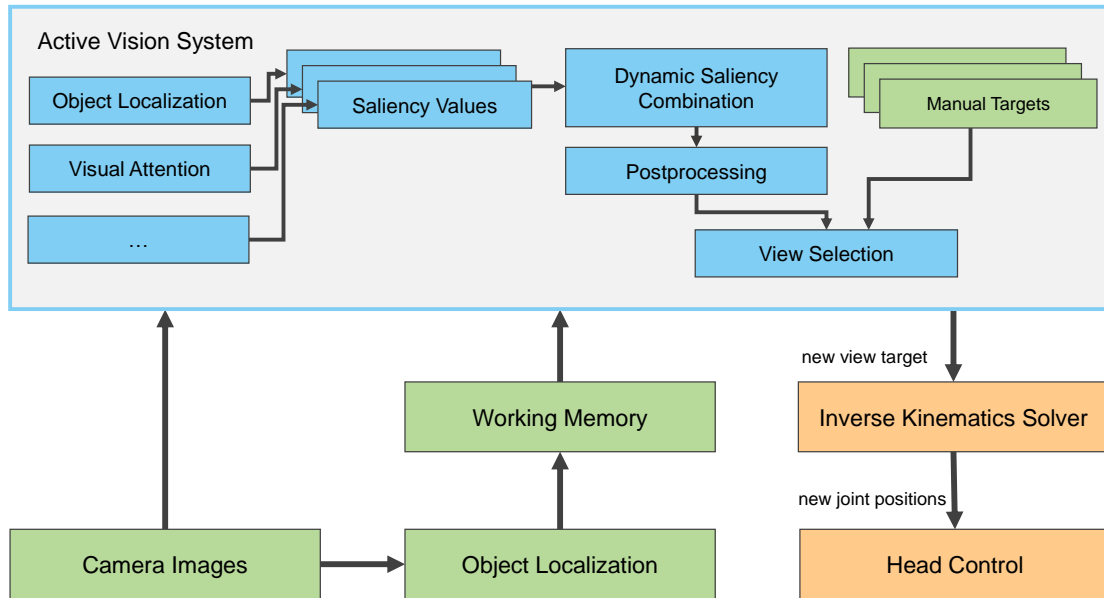 Active Vision System
Object Localization
Visual Attention
…
Saliency Values
Dynamic Saliency
Combination
Postprocessing
View Selection
Manual Targets
new view target
Working Memory
Inverse Kinematics Solver
new joint positions
Camera Images
Object Localization
Head Control